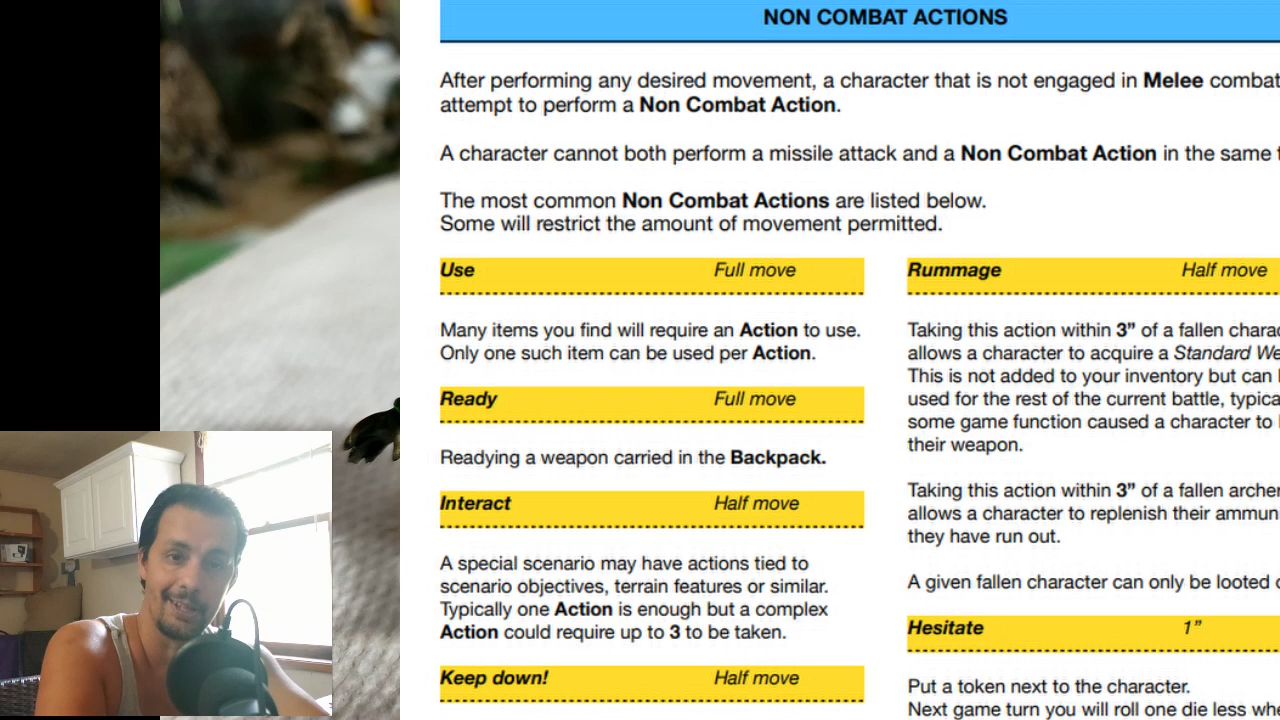 NON COMBAT ACTIONS
After performing any desired movement, a character that is not engaged in Melee combat
attempt to perform a Non Combat Action.
A character cannot both perform a missile attack and a Non Combat Action in the same
The most common Non Combat Actions are listed below.
Some will restrict the amount of movement permitted.
Use Full move
Many items you find will require an Action to use.
Only one such item can be used per Action.
Ready Full move
Readying a weapon carried in the Backpack.
Interact Half move
A special scenario may have actions tied to
scenario objectives, terrain features or similar.
Typically one Action is enough but a complex
Action could require up to 3 to be taken.
Keep down! Half move
Rummage Half move
Taking this action within 3” of a fallen
allows a character to acquire a Standard
This is not added to your inventory but can
used for the rest of the current battle,
some game function caused a character to
their weapon.
Taking this action within 3” of a fallen
allows a character to replenish their
they have run out.
A given fallen character can only be looted
Hesitate 1”
Put a token next to the character.
Next game turn you will roll one die less